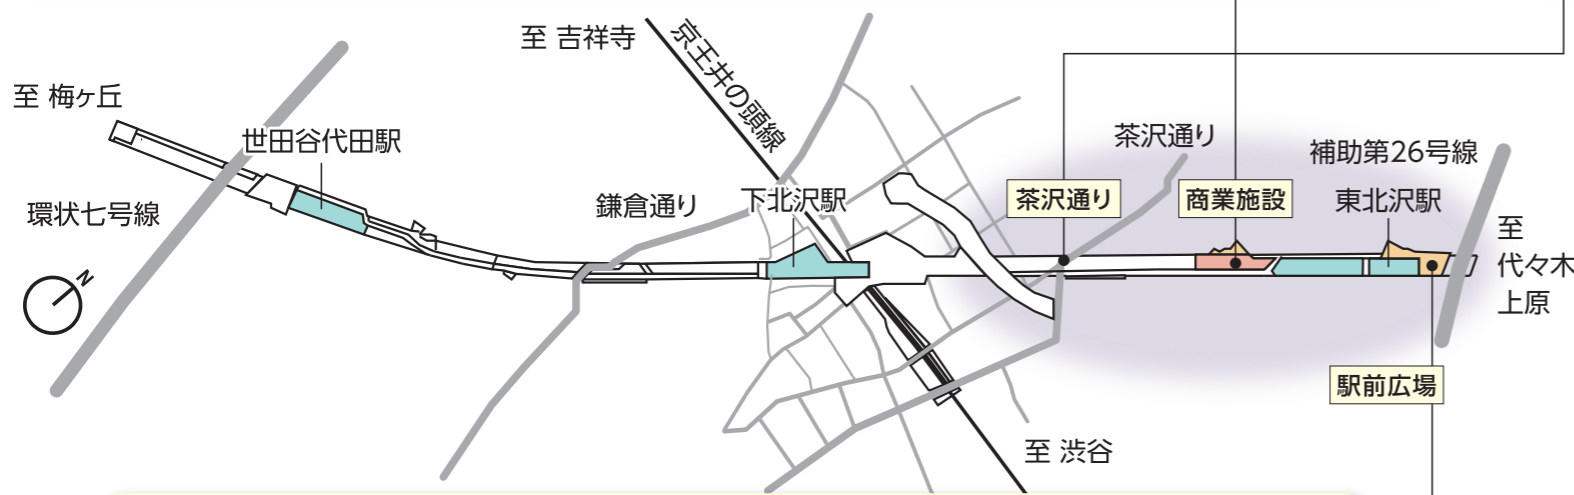 至 吉祥寺
京王井の頭線
至 梅ヶ丘
世田谷代田駅
環状七号線
N
鎌倉通り
下北沢駅
茶沢通り
茶沢通り
商業施設
補助第26号線
東北沢駅
至
代々木
上原
駅前広場
至 渋谷